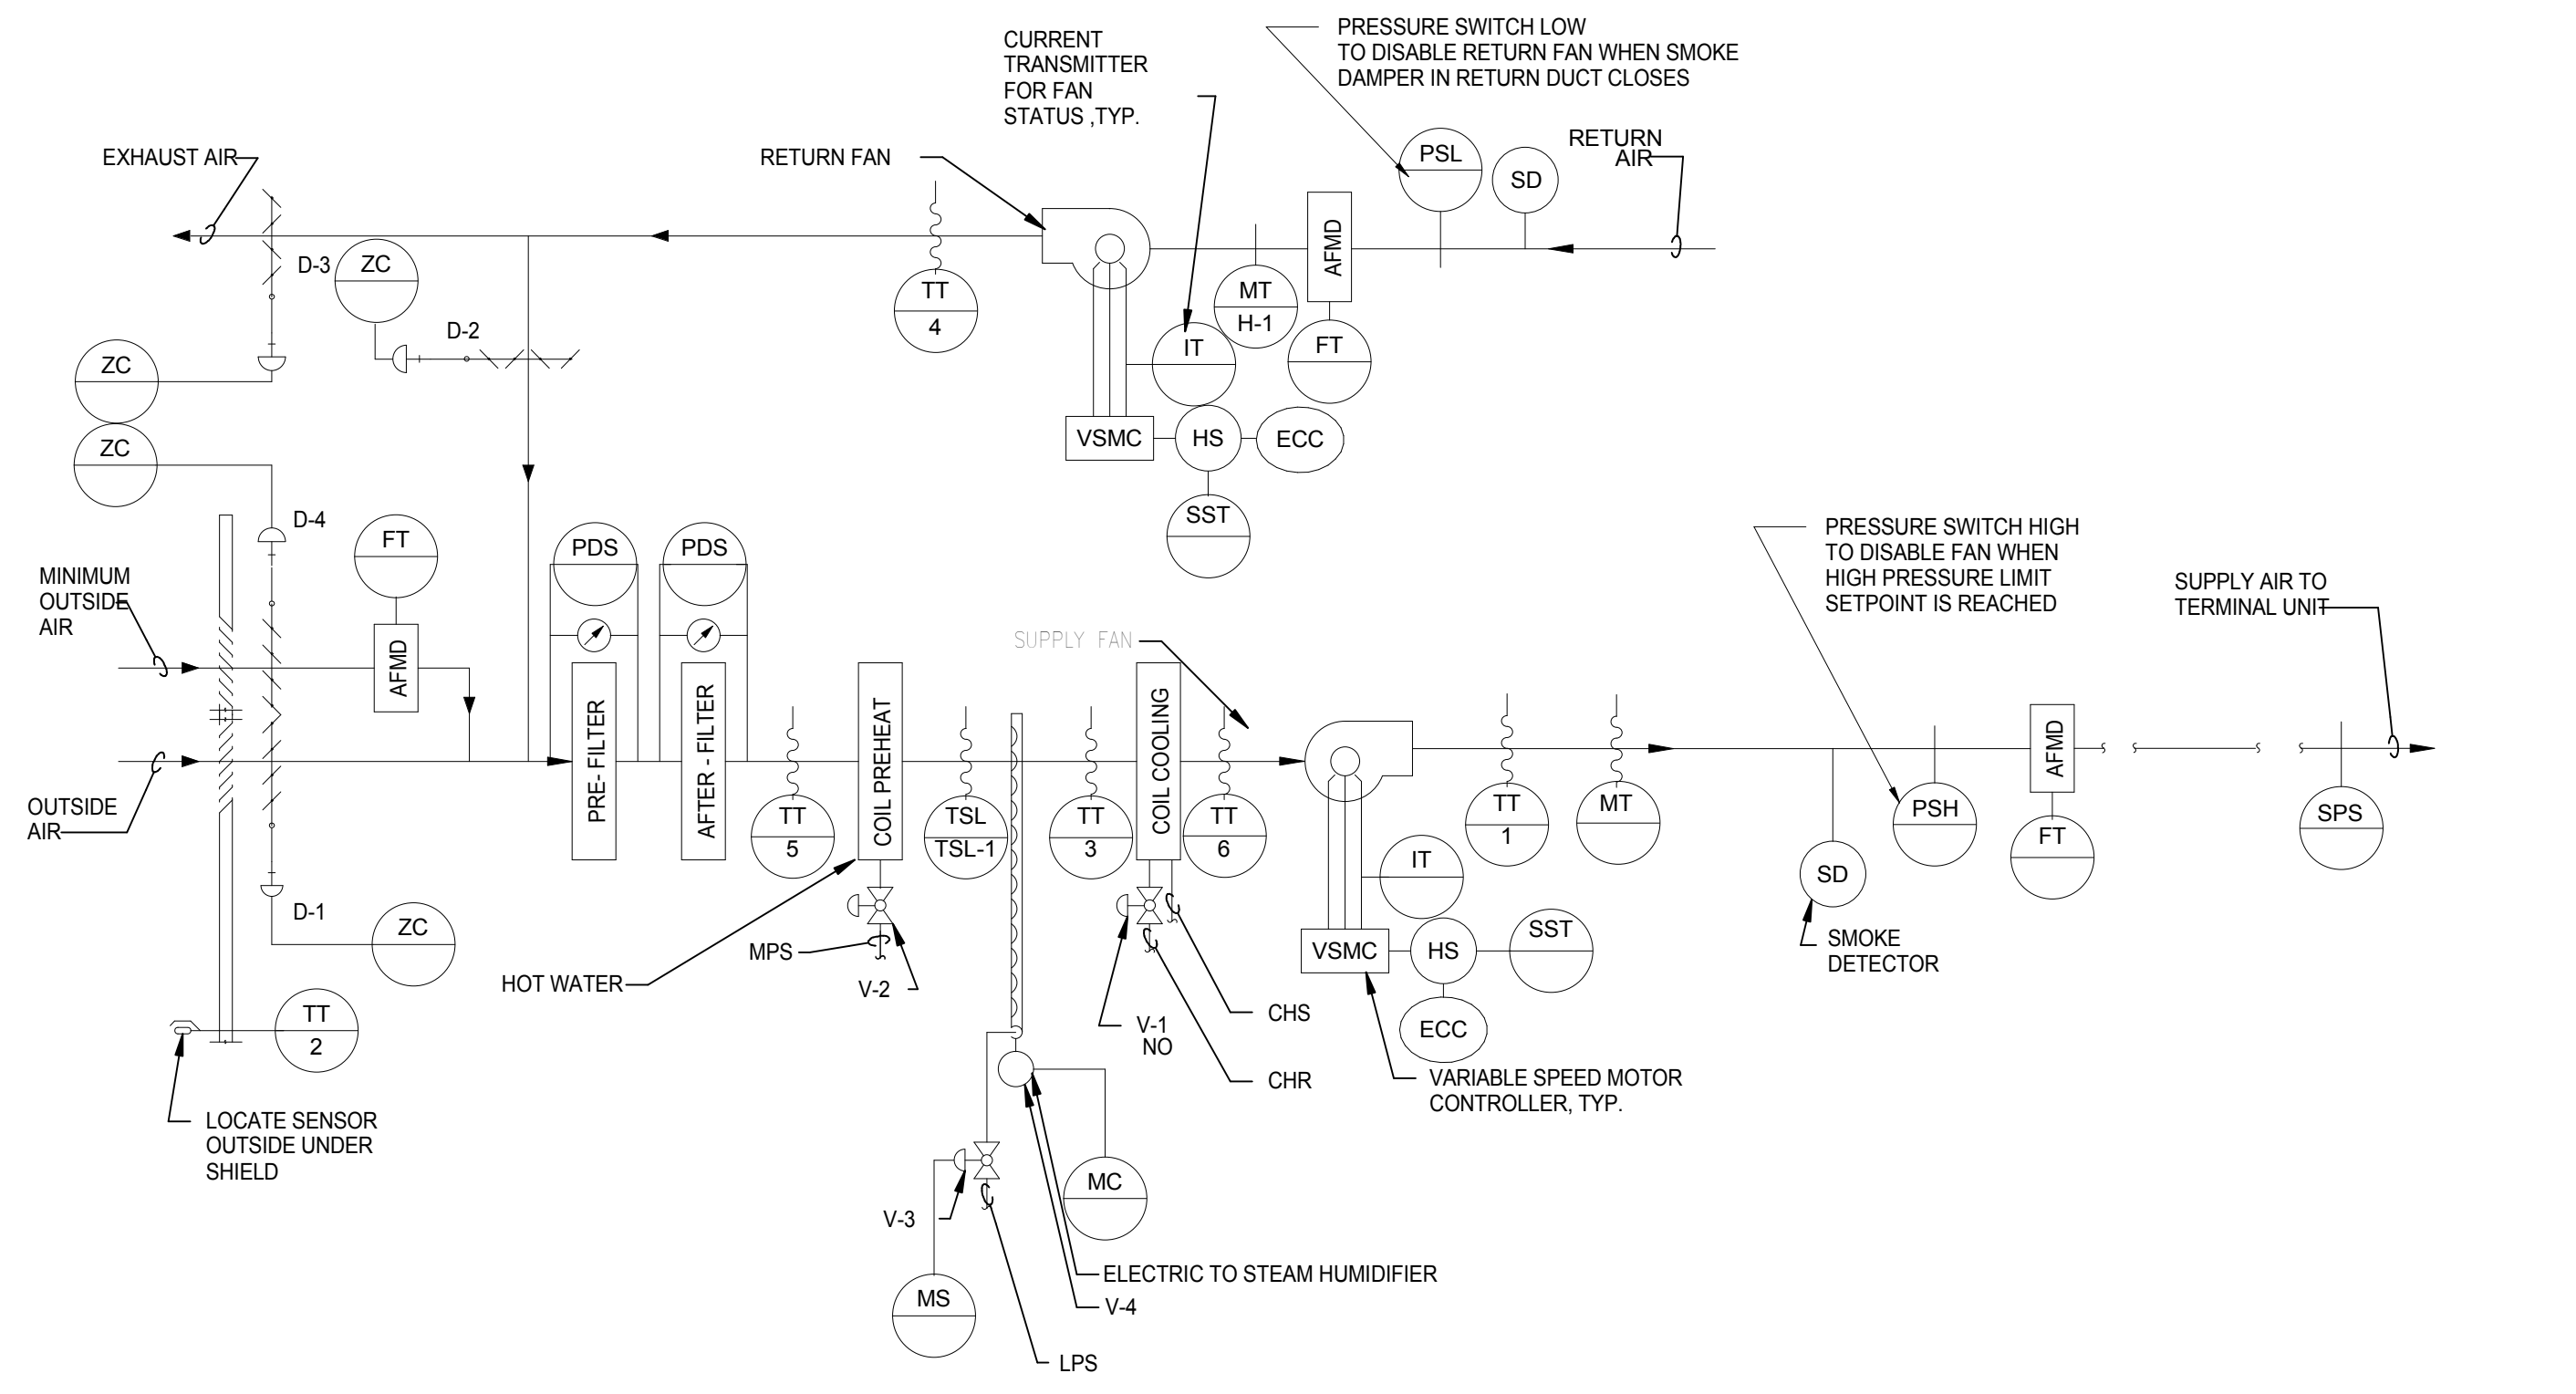 PRESSURE SWITCH LOW
TO DISABLE RETURN FAN WHEN SMOKE
DAMPER IN RETURN DUCT CLOSES
CURRENT
TRANSMITTER
FOR FAN
STATUS ,TYP.
EXHAUST AIR
RETURN FAN
PSL
SD
RETURN
AIR
AFMD
D-3
ZC
TT
4
MT
H-1
D-2
IT
FT
ZC
VSMC
HS
ECC
ZC
SST
D-4
FT
PDS
PDS
PRESSURE SWITCH HIGH
TO DISABLE FAN WHEN
HIGH PRESSURE LIMIT
SETPOINT IS REACHED
MINIMUM
OUTSIDE
AIR
SUPPLY AIR TO
TERMINAL UNIT
SUPPLY FAN
AFMD
PRE- FILTER
AFTER - FILTER
COIL PREHEAT
COIL COOLING
AFMD
OUTSIDE
AIR
TT
5
TSL
TSL-1
TT
3
TT
6
TT
1
MT
PSH
FT
SPS
IT
SD
D-1
ZC
MPS
V-2
HOT WATER
VSMC
HS
SST
SMOKE
DETECTOR
TT
2
V-1
NO
CHS
ECC
CHR
VARIABLE SPEED MOTOR
CONTROLLER, TYP.
LOCATE SENSOR
OUTSIDE UNDER
SHIELD
MC
V-3
ELECTRIC TO STEAM HUMIDIFIER
MS
V-4
LPS